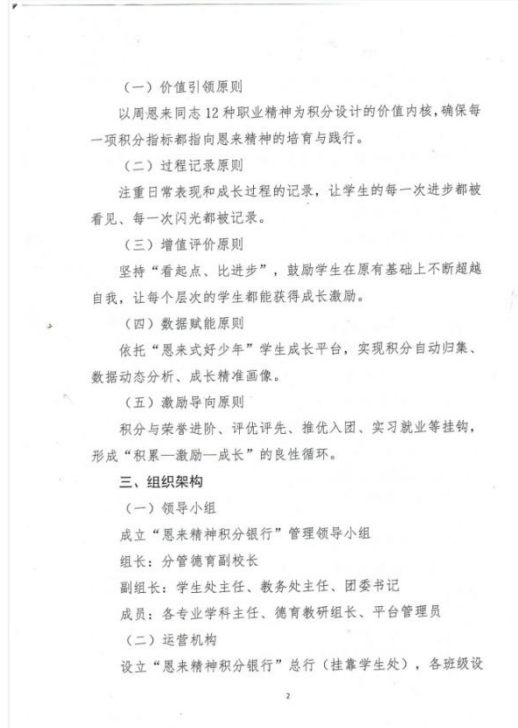 （一）价值引领原则
以周恩来同志 12 种职业精神为积分设计的价值内核，确保每
一项积分指标都指向恩来精神的培育与践行。
（二）过程记录原则
注重日常表现和成长过程的记录，让学生的每一次进步都被
看见、每一次闪光都被记录。
（三）增值评价原则
坚持“看起点、比进步”，鼓励学生在原有基础上不断超越
自我，让每个层次的学生都能获得成长激励。
（四）数据赋能原则
依托“恩来式好少年”学生成长平台，实现积分自动归集、
数据动态分析、成长精准画像。
（五）激励导向原则
积分与荣誉进阶、评优评先、推优入团、实习就业等挂钩，
形成“积累—激励—成长”的良性循环。
三、组织架构
（一）领导小组
成立“恩来精神积分银行”管理领导小组
组长：分管德育副校长
副组长：学生处主任、教务处主任、团委书记
成员：各专业学科主任、德育教研组长、平台管理员
（二）运营机构
设立“恩来精神积分银行”总行（挂靠学生处），各班级设
2